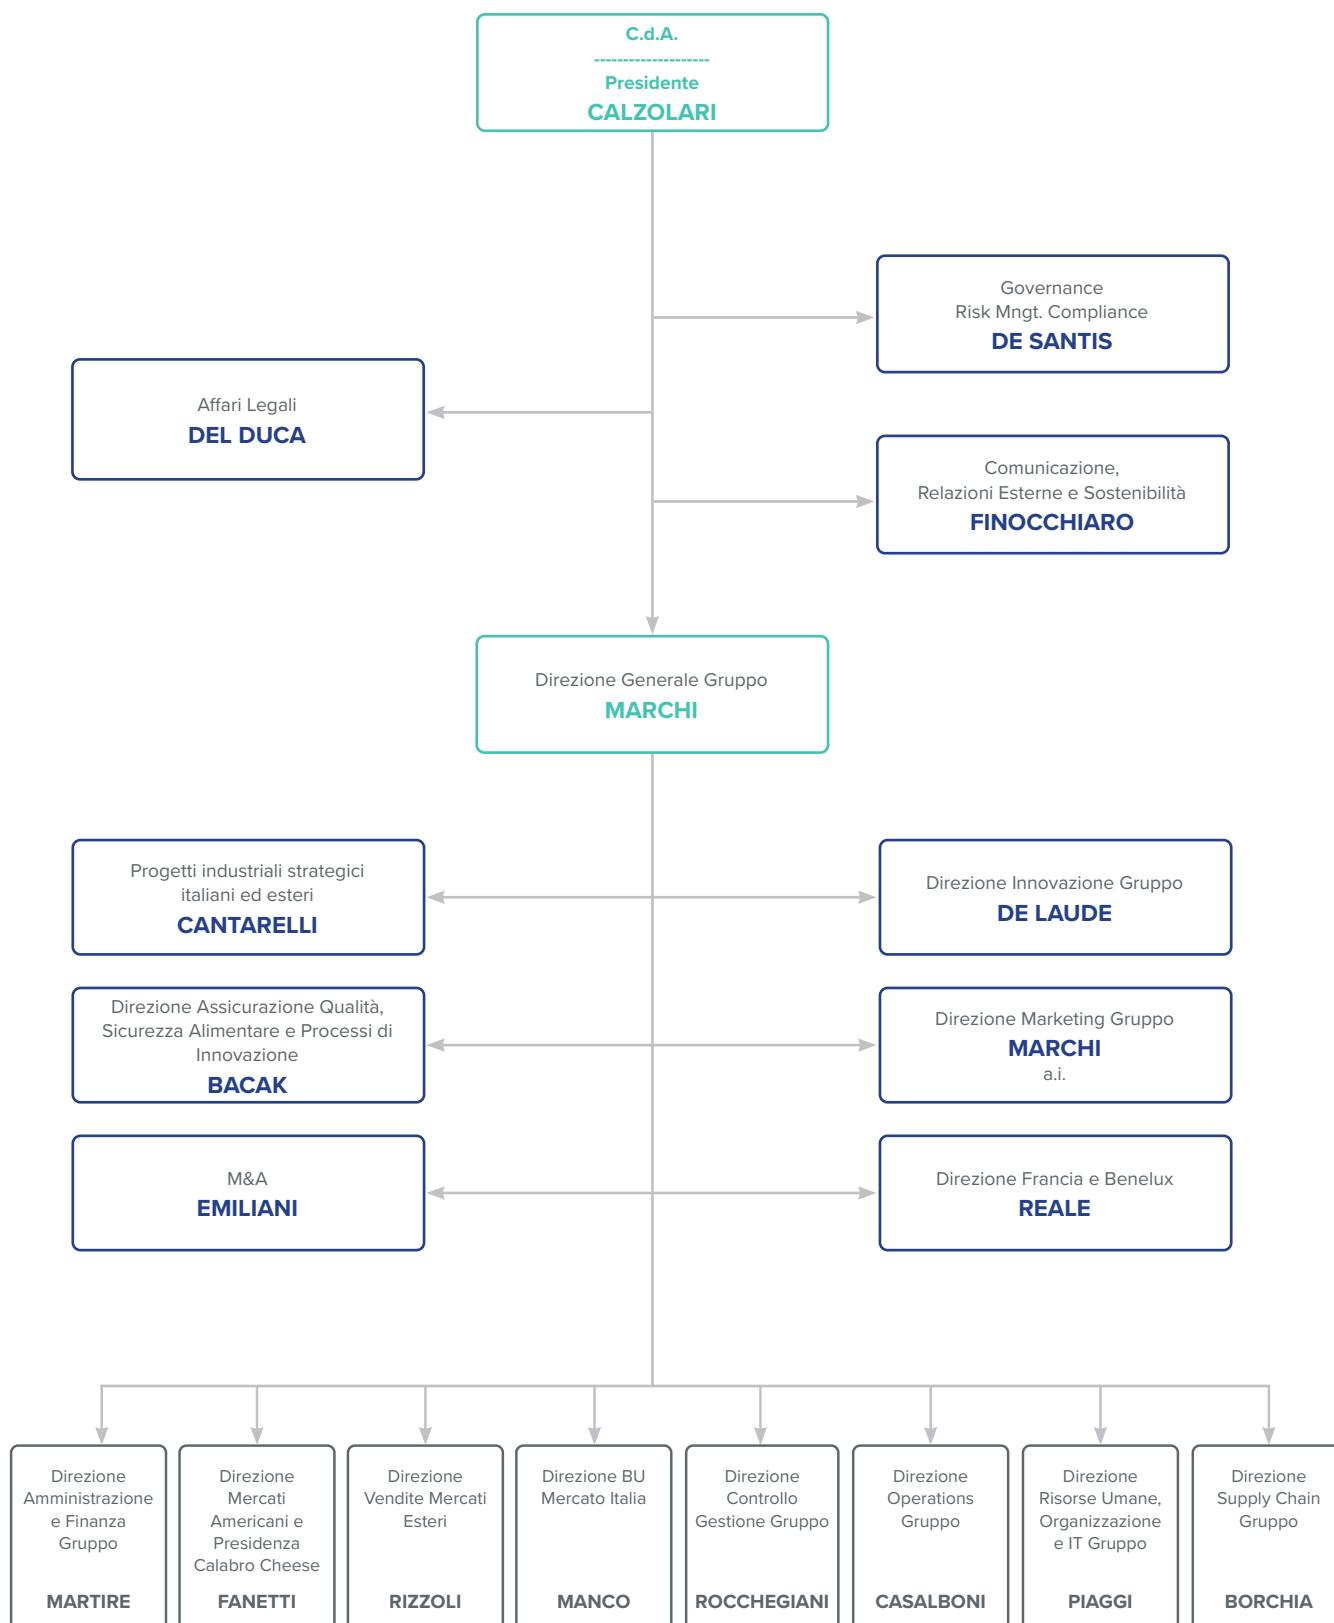 C.d.A.
--------------------
Presidente
CALZOLARI
Governance
Risk Mngt. Compliance
DE SANTIS
Affari Legali
DEL DUCA
Comunicazione,
Relazioni Esterne e Sostenibilità
FINOCCHIARO
Direzione Generale Gruppo
MARCHI
Progetti industriali strategici
italiani ed esteri
CANTARELLI
Direzione Innovazione Gruppo
DE LAUDE
Direzione Assicurazione Qualità,
Sicurezza Alimentare e Processi di
Innovazione
BACAK
Direzione Marketing Gruppo
MARCHI
a.i.
M&A
EMILIANI
Direzione Francia e Benelux
REALE
Direzione
Amministrazione
e Finanza
Gruppo
MARTIRE
Direzione
Mercati
Americani e
Presidenza
Calabro Cheese
FANETTI
Direzione
Vendite Mercati
Esteri
RIZZOLI
Direzione BU
Mercato Italia
MANCO
Direzione
Controllo
Gestione Gruppo
ROCCHEGIANI
Direzione
Operations
Gruppo
CASALBONI
Direzione
Risorse Umane,
Organizzazione
e IT Gruppo
PIAGGI
Direzione
Supply Chain
Gruppo
BORCHIA